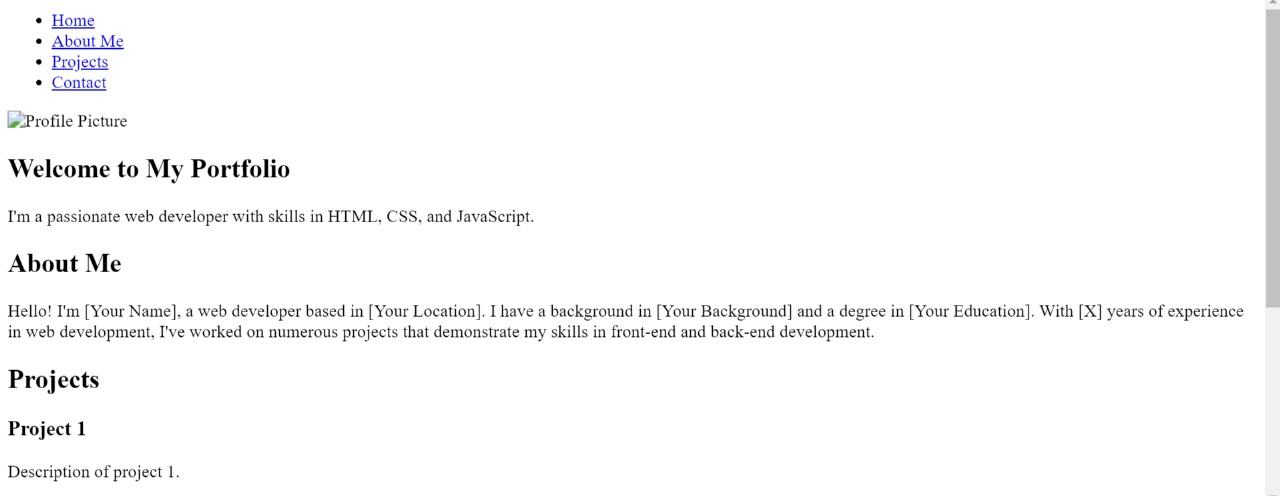 Home
About Me
Projects
Contact
Profile Picture
Welcome to My Portfolio
I'm a passionate web developer with skills in HTML, CSS, and JavaScript.
About Me
Hello! I'm [Your Name], a web developer based in [Your Location]. I have a background in [Your Background] and a degree in [Your Education]. With [X] years of experience
in web development, I've worked on numerous projects that demonstrate my skills in front-end and back-end development.
Projects
Project 1
Description of project 1.